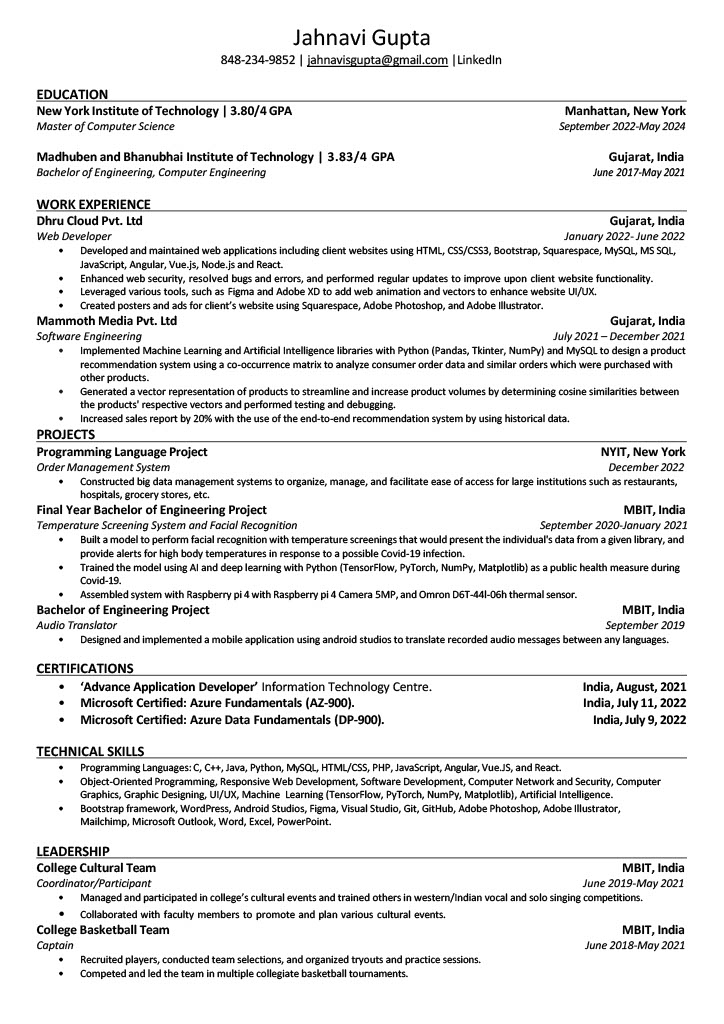 Jahnavi Gupta
848-234-9852 | jahnavisgupta@gmail.com |LinkedIn
EDUCATION
New York Institute of Technology | 3.80/4 GPA Manhattan, New York
Master of Computer Science September 2022-May 2024
Madhuben and Bhanubhai Institute of Technology | 3.83/4 GPA Gujarat, India
Bachelor of Engineering, Computer Engineering June 2017-May 2021
WORK EXPERIENCE
Dhru Cloud Pvt. Ltd Gujarat, India
Web Developer January 2022- June 2022
• Developed and maintained web applications including client websites using HTML, CSS/CSS3, Bootstrap, Squarespace, MySQL, MS SQL,
JavaScript, Angular, Vue.js, Node.js and React.
• Enhanced web security, resolved bugs and errors, and performed regular updates to improve upon client website functionality.
• Leveraged various tools, such as Figma and Adobe XD to add web animation and vectors to enhance website UI/UX.
• Created posters and ads for client's website using Squarespace, Adobe Photoshop, and Adobe Illustrator.
Mammoth Media Pvt. Ltd Gujarat, India
Software Engineering July 2021 – December 2021
• Implemented Machine Learning and Artificial Intelligence libraries with Python (Pandas, Tkinter, NumPy) and MySQL to design a product
recommendation system using a co-occurrence matrix to analyze consumer order data and similar orders which were purchased with
other products.
• Generated a vector representation of products to streamline and increase product volumes by determining cosine similarities between
the products' respective vectors and performed testing and debugging.
• Increased sales report by 20% with the use of the end-to-end recommendation system by using historical data.
PROJECTS
Programming Language Project NYIT, New York
Order Management System December 2022
• Constructed big data management systems to organize, manage, and facilitate ease of access for large institutions such as restaurants,
hospitals, grocery stores, etc.
Final Year Bachelor of Engineering Project MBIT, India
Temperature Screening System and Facial Recognition September 2020-January 2021
• Built a model to perform facial recognition with temperature screenings that would present the individual's data from a given library, and
provide alerts for high body temperatures in response to a possible Covid-19 infection.
• Trained the model using AI and deep learning with Python (TensorFlow, PyTorch, NumPy, Matplotlib) as a public health measure during
Covid-19.
• Assembled system with Raspberry pi 4 with Raspberry pi 4 Camera 5MP, and Omron D6T-44l-06h thermal sensor.
Bachelor of Engineering Project MBIT, India
Audio Translator September 2019
• Designed and implemented a mobile application using android studios to translate recorded audio messages between any languages.
CERTIFICATIONS
• ‘Advance Application Developer’ Information Technology Centre. India, August, 2021
• Microsoft Certified: Azure Fundamentals (AZ-900). India, July 11, 2022
• Microsoft Certified: Azure Data Fundamentals (DP-900). India, July 9, 2022
TECHNICAL SKILLS
• Programming Languages: C, C++, Java, Python, MySQL, HTML/CSS, PHP, JavaScript, Angular, Vue.JS, and React.
• Object-Oriented Programming, Responsive Web Development, Software Development, Computer Network and Security, Computer
Graphics, Graphic Designing, UI/UX, Machine Learning (TensorFlow, PyTorch, NumPy, Matplotlib), Artificial Intelligence.
• Bootstrap framework, WordPress, Android Studios, Figma, Visual Studio, Git, GitHub, Adobe Photoshop, Adobe Illustrator,
Mailchimp, Microsoft Outlook, Word, Excel, PowerPoint.
LEADERSHIP
College Cultural Team MBIT, India
Coordinator/Participant June 2019-May 2021
• Managed and participated in college's cultural events and trained others in western/Indian vocal and solo singing competitions.
• Collaborated with faculty members to promote and plan various cultural events.
College Basketball Team MBIT, India
Captain June 2018-May 2021
• Recruited players, conducted team selections, and organized tryouts and practice sessions.
• Competed and led the team in multiple collegiate basketball tournaments.